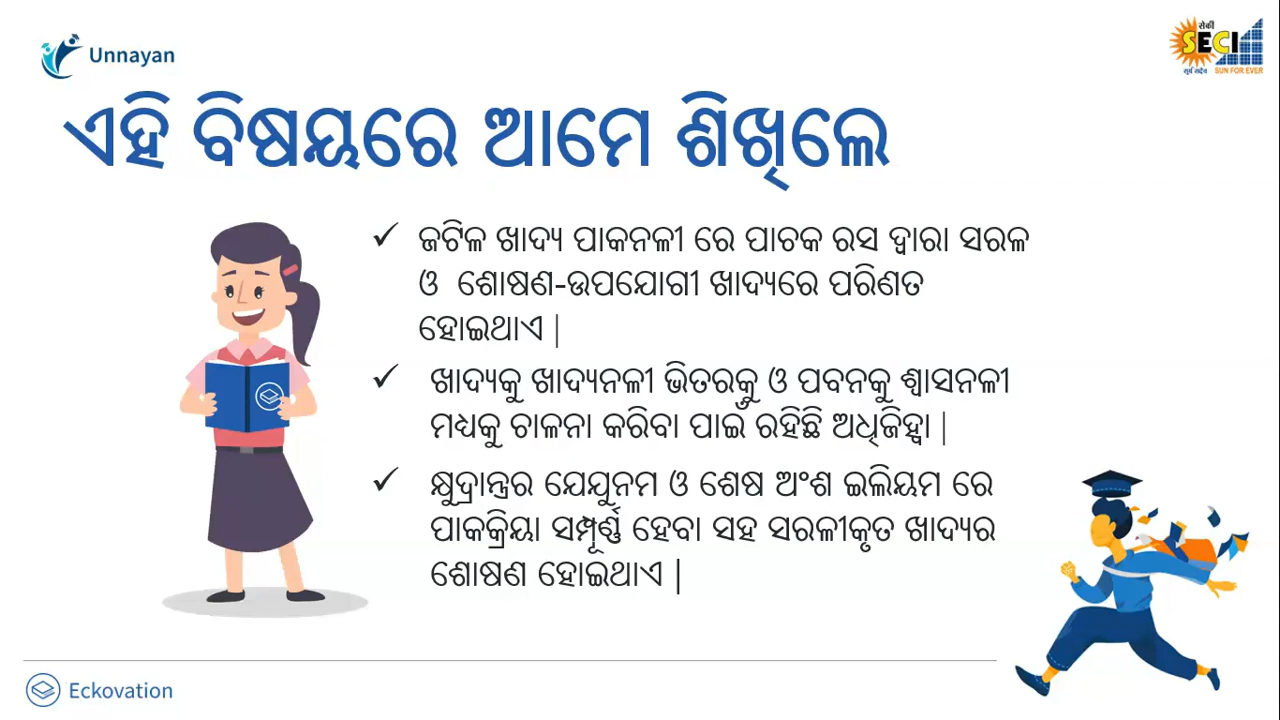 Unnayan
सेकी
SECI
सूर्य सदैव SUN FOR EVER
ଏହି ବିଷୟରେ ଆମେ ଶିଖିଲେ
✓ ଜଟିଳ ଖାଦ୍ୟ ପାକନଳୀ ରେ ପାଚକ ରସ ଦ୍ୱାରା ସରଳ
ଓ ଶୋଷଣ-ଉପଯୋଗୀ ଖାଦ୍ୟରେ ପରିଣତ
ହୋଇଥାଏ |
✓ ଖାଦ୍ୟକୁ ଖାଦ୍ୟନଳୀ ଭିତରକୁ ଓ ପବନକୁ ଶ୍ୱାସନଳୀ
ମଧ୍ୟକୁ ଚାଳନା କରିବା ପାଇଁ ରହିଛି ଅଧିଜିହ୍ୱା |
✓ କ୍ଷୁଦ୍ରାନ୍ତ୍ରର ଯେଯୁନମ ଓ ଶେଷ ଅଂଶ ଇଲିୟମ ରେ
ପାକକ୍ରିୟା ସମ୍ପୂର୍ଣ୍ଣ ହେବା ସହ ସରଳୀକୃତ ଖାଦ୍ୟର
ଶୋଷଣ ହୋଇଥାଏ |
Eckovation